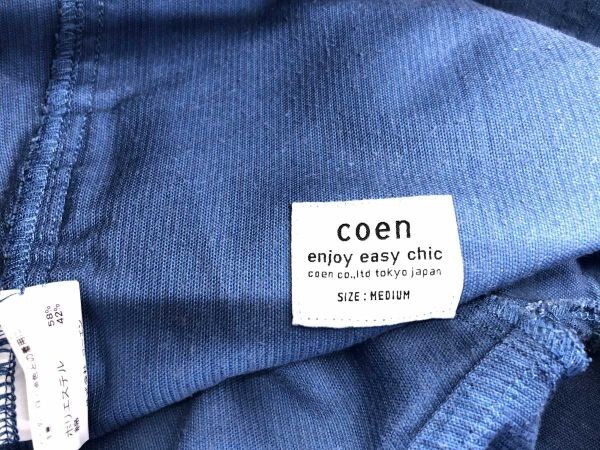 coen
enjoy easy chic
coen co.,ltd tokyo japan
SIZE : MEDIUM
58%
42%
ポリエステル